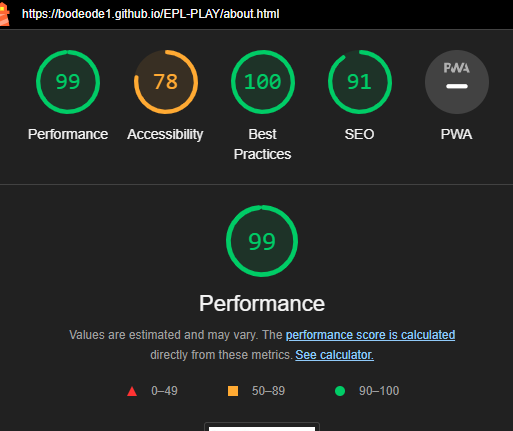 https://bodeode1.github.io/EPL-PLAY/about.html
99 78 100 91 PWA
Performance Accessibility Best Practices SEO PWA
99
Performance
Values are estimated and may vary. The performance score is calculated
directly from these metrics. See calculator.
0–49 50–89 90–100